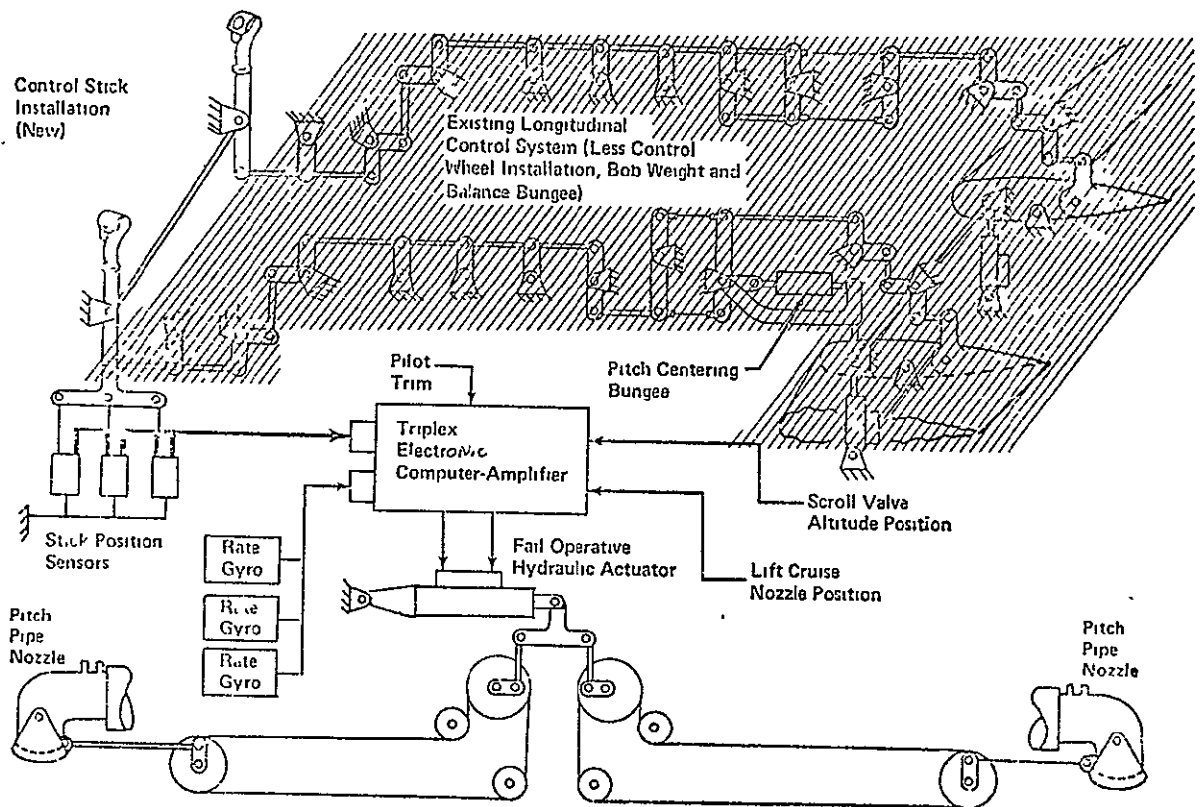 Control Stick
Installation
(New)
Existing Longitudinal
Control System (Less Control
Wheel Installation, Bob Weight and
Balance Bungee)
Pilot
Trim
Pitch Centering
Bungee
Triplex
Electronic
Computer-Amplifier
Scroll Valva
Altitude Position
Stick Position
Sensors
Rate
Gyro
Fail Operative
Hydraulic Actuator
Lift Cruise
Nozzle Position
Rate
Gyro
Rate
Gyro
Pitch
Pipe
Nozzle
Pitch
Pipe
Nozzle